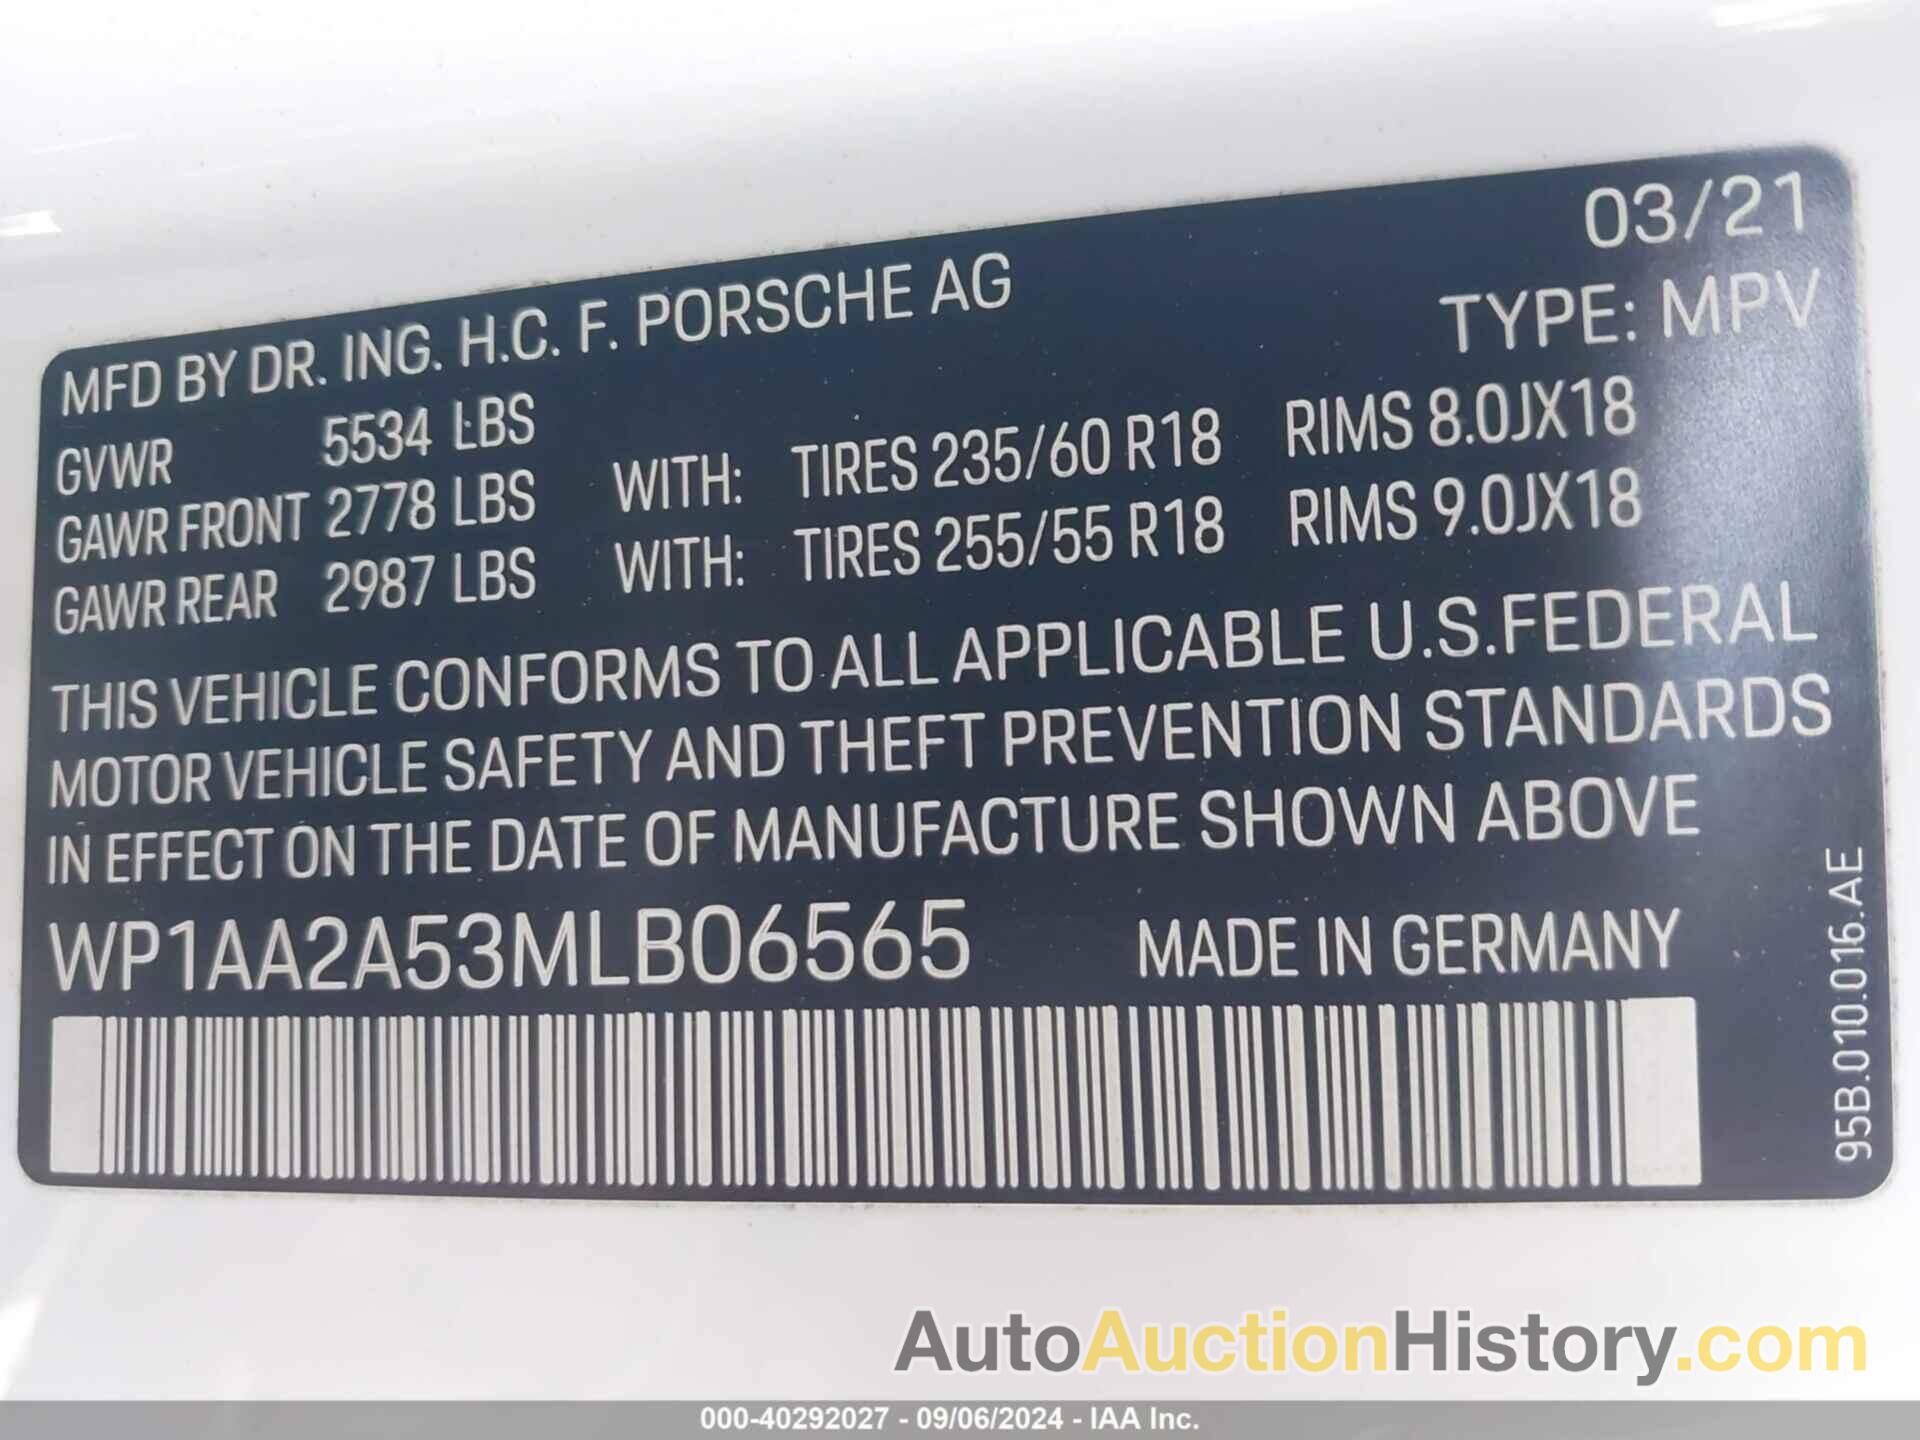 03/21
MFD BY DR. ING. H.C. F. PORSCHE AG TYPE: MPV
GVWR 5534 LBS
GAWR FRONT 2778 LBS WITH: TIRES 235/60 R18 RIMS 8.0JX18
GAWR REAR 2987 LBS WITH: TIRES 255/55 R18 RIMS 9.0JX18
THIS VEHICLE CONFORMS TO ALL APPLICABLE U.S.FEDERAL
MOTOR VEHICLE SAFETY AND THEFT PREVENTION STANDARDS
IN EFFECT ON THE DATE OF MANUFACTURE SHOWN ABOVE
WP1AA2A53MLB06565 MADE IN GERMANY
95B.010.016.AE
AutoAuctionHistory.com
000-40292027 - 09/06/2024 - IAA Inc.